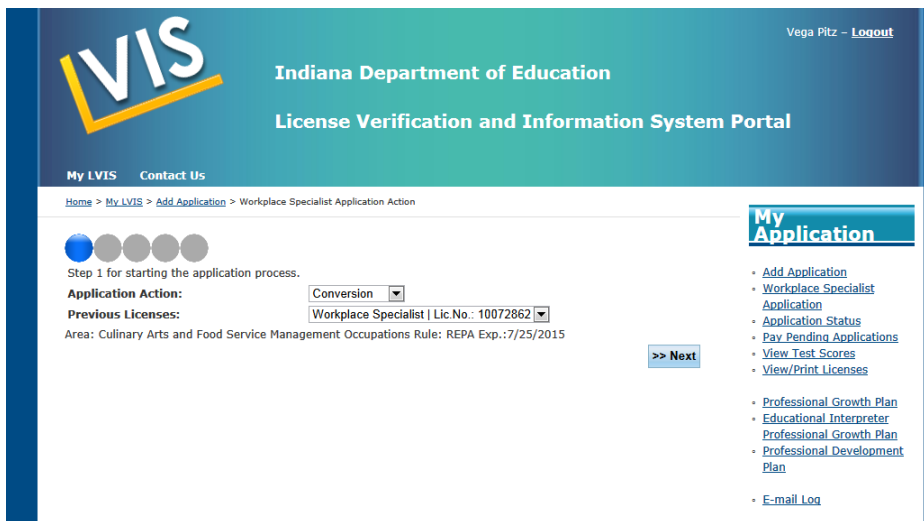 LVIS
Vega Pitz – Logout
Indiana Department of Education
License Verification and Information System Portal
My LVIS Contact Us
Home > My LVIS > Add Application > Workplace Specialist Application Action
Step 1 for starting the application process.
Application Action: Conversion
Previous Licenses: Workplace Specialist | Lic.No.: 10072862
Area: Culinary Arts and Food Service Management Occupations Rule: REPA Exp.:7/25/2015
>> Next
My
Application
Add Application
Workplace Specialist
Application
Application Status
Pay Pending Applications
View Test Scores
View/Print Licenses
Professional Growth Plan
Educational Interpreter
Professional Growth Plan
Professional Development
Plan
E-mail Log